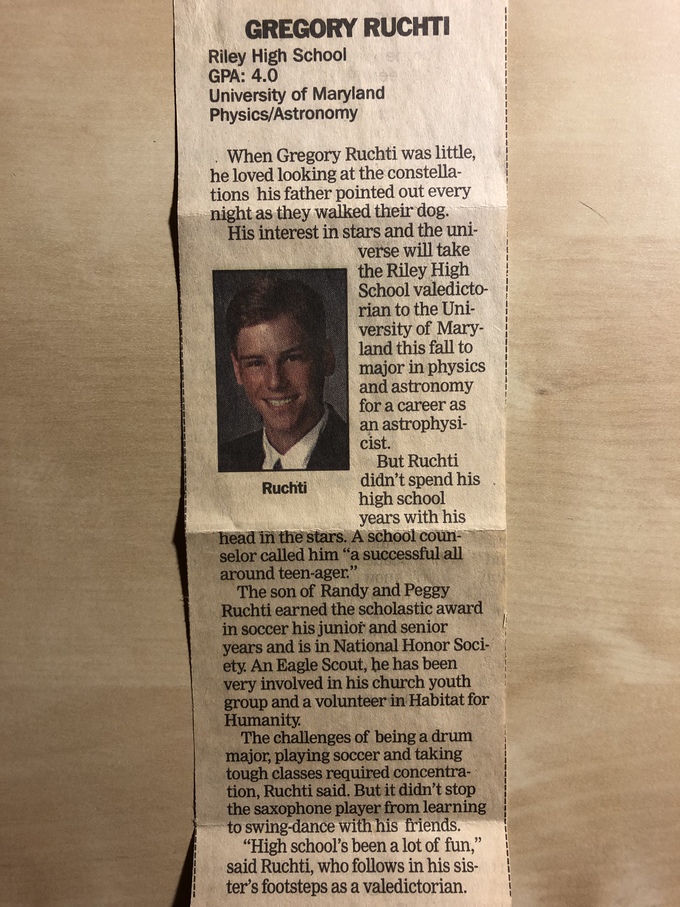 GREGORY RUCHTI
Riley High School
GPA: 4.0
University of Maryland
Physics/Astronomy
When Gregory Ruchti was little,
he loved looking at the constella-
tions his father pointed out every
night as they walked their dog.
His interest in stars and the uni-
verse will take
the Riley High
School valedicto-
rian to the Uni-
versity of Mary-
land this fall to
major in physics
and astronomy
for a career as
an astrophysi-
cist.
But Ruchti
didn't spend his
high school
years with his
Ruchti
head in the stars. A school coun-
selor called him “a successful all
around teen-ager.”
The son of Randy and Peggy
Ruchti earned the scholastic award
in soccer his junior and senior
years and is in National Honor Soci-
ety. An Eagle Scout, he has been
very involved in his church youth
group and a volunteer in Habitat for
Humanity.
The challenges of being a drum
major, playing soccer and taking
tough classes required concentra-
tion, Ruchti said. But it didn't stop
the saxophone player from learning
to swing-dance with his friends.
“High school's been a lot of fun,”
said Ruchti, who follows in his sis-
ter's footsteps as a valedictorian.